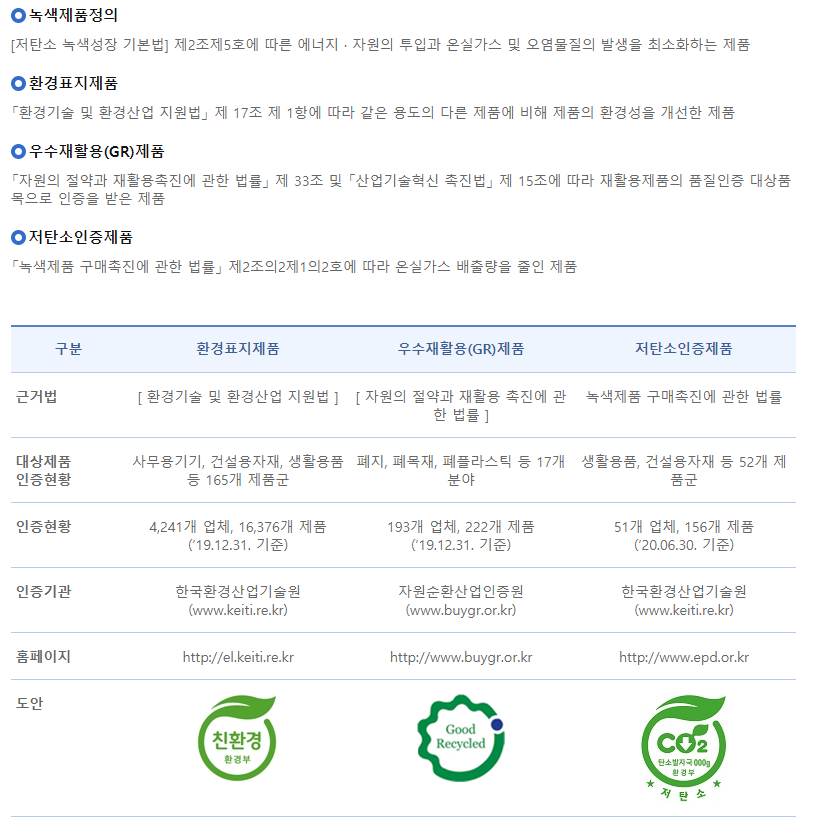 녹색제품정의
[저탄소 녹색성장 기본법] 제2조제5호에 따른 에너지 · 자원의 투입과 온실가스 및 오염물질의 발생을 최소화하는 제품
환경표지제품
「환경기술 및 환경산업 지원법」 제 17조 제 1항에 따라 같은 용도의 다른 제품에 비해 제품의 환경성을 개선한 제품
우수재활용(GR)제품
「자원의 절약과 재활용촉진에 관한 법률」 제 33조 및 「산업기술혁신 촉진법」 제 15조에 따라 재활용제품의 품질인증 대상품
목으로 인증을 받은 제품
저탄소인증제품
「녹색제품 구매촉진에 관한 법률」 제2조의2제1의2호에 따라 온실가스 배출량을 줄인 제품
구분 환경표지제품 우수재활용(GR)제품 저탄소인증제품
근거법 [ 환경기술 및 환경산업 지원법 ] [ 자원의 절약과 재활용 촉진에 관 녹색제품 구매촉진에 관한 법률
한 법률 ]
대상제품 사무용기기, 건설용자재, 생활용품 폐지, 폐목재, 폐플라스틱 등 17개 생활용품, 건설용자재 등 52개 제
인증현황 등 165개 제품군 분야 품군
인증현황 4,241개 업체, 16,376개 제품 193개 업체, 222개 제품 51개 업체, 156개 제품
(’19.12.31. 기준) (’19.12.31. 기준) (’20.06.30. 기준)
인증기관 한국환경산업기술원 자원순환산업인증원 한국환경산업기술원
(www.keiti.re.kr) (www.buygr.or.kr) (www.keiti.re.kr)
홈페이지 http://el.keiti.re.kr http://www.buygr.or.kr http://www.epd.or.kr
도안
친환경
환경부
Good
Recycled
CO2
탄소발자국 000g
환경부
저탄소